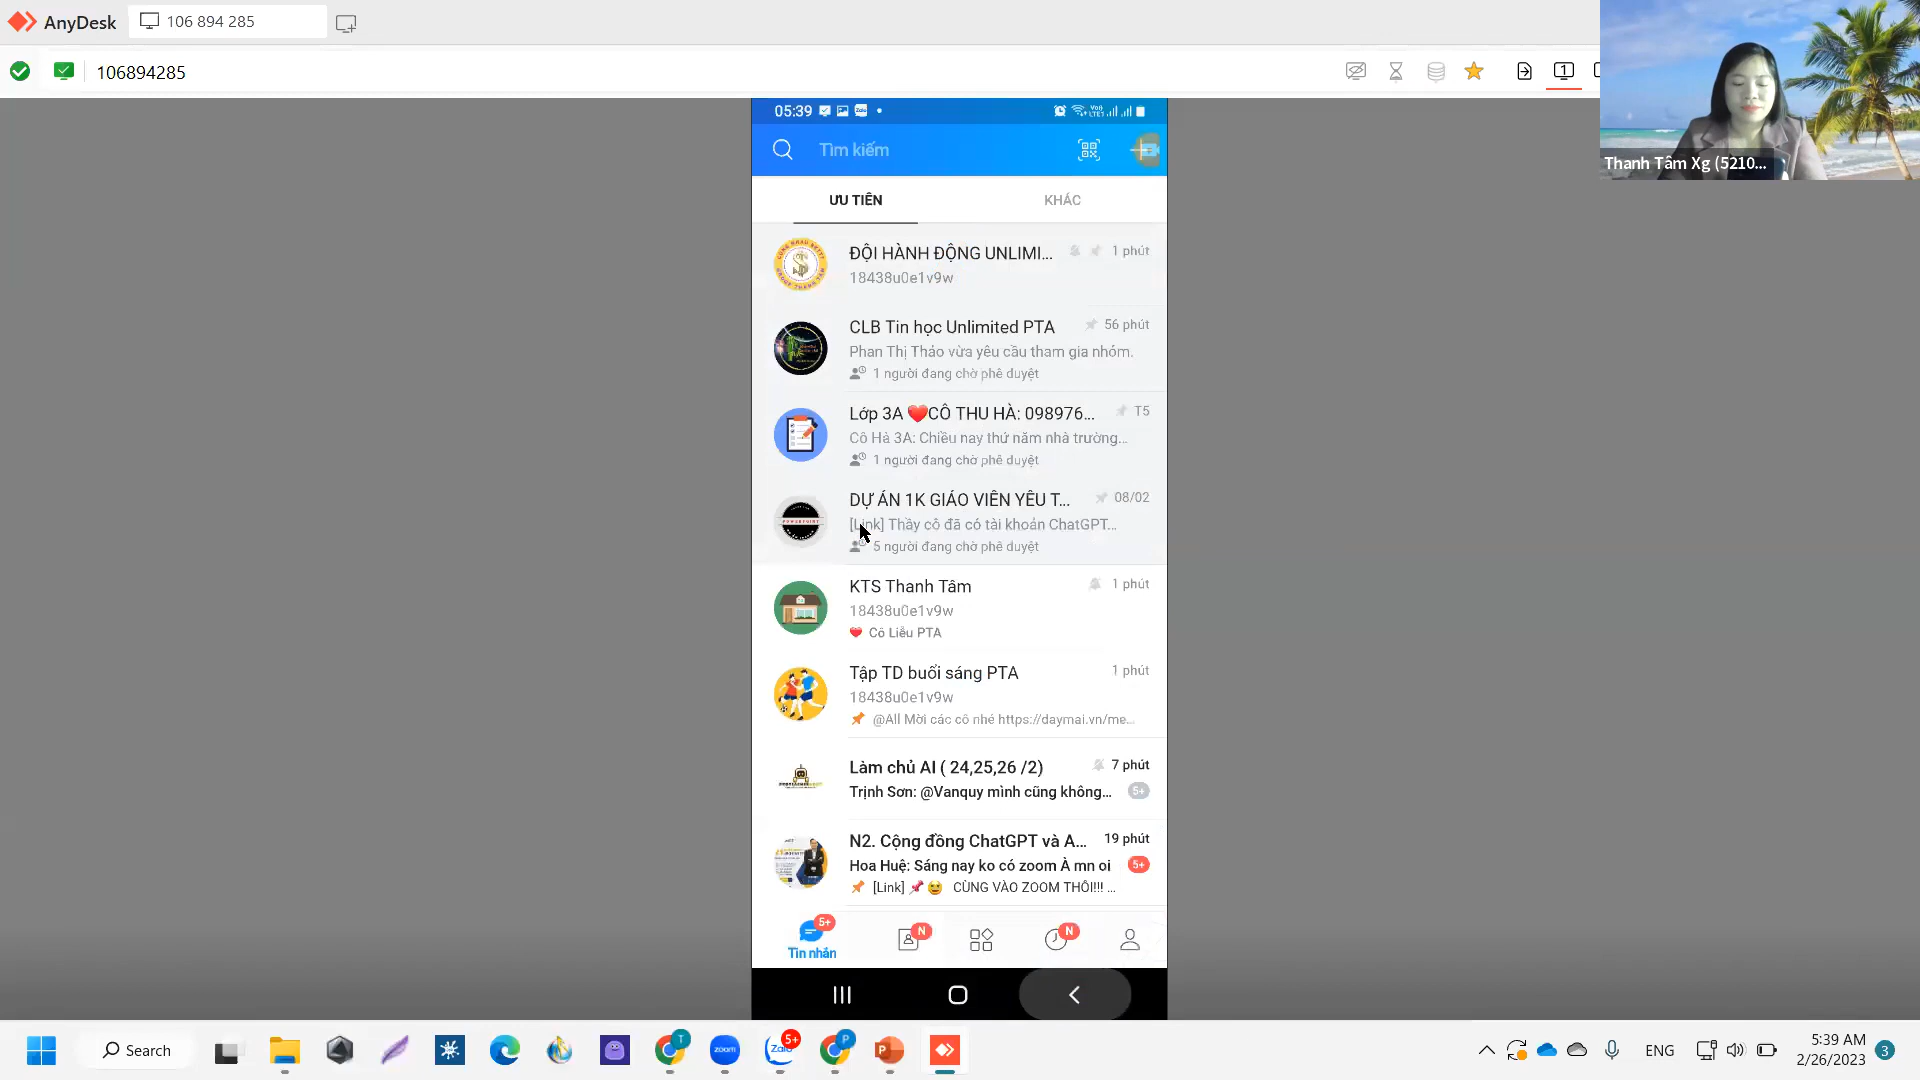 AnyDesk
106 894 285
106894285
Thanh Tâm Xg (5210...
05:39
Tìm kiếm
ƯU TIÊN
KHÁC
ĐỘI HÀNH ĐỘNG UNLIMI...
1 phút
18438u0e1v9w
CLB Tin học Unlimited PTA
56 phút
Phan Thị Thảo vừa yêu cầu tham gia nhóm.
1 người đang chờ phê duyệt
Lớp 3A ❤️CÔ THU HÀ: 098976...
T5
Cô Hà 3A: Chiều nay thứ năm nhà trường...
1 người đang chờ phê duyệt
DỰ ÁN 1K GIÁO VIÊN YÊU T...
08/02
[Link] Thầy cô đã có tài khoản ChatGPT...
5 người đang chờ phê duyệt
KTS Thanh Tâm
1 phút
18438u0e1v9w
❤️ Cô Liễu PTA
Tập TD buổi sáng PTA
1 phút
18438u0e1v9w
📌 @All Mời các cô nhé https://daymai.vn/me...
Làm chủ AI ( 24,25,26 /2)
7 phút
Trịnh Sơn: @Vanquy mình cũng không...
5+
N2. Cộng đồng ChatGPT và A...
19 phút
Hoa Huệ: Sáng nay ko có zoom À mn oi
5+
📌 [Link] 📌 😆 CÙNG VÀO ZOOM THÔI!!! ...
5+
N
N
Tin nhắn
Search
T
zoom
Zalo
5+
P
P
ENG
5:39 AM
2/26/2023
3